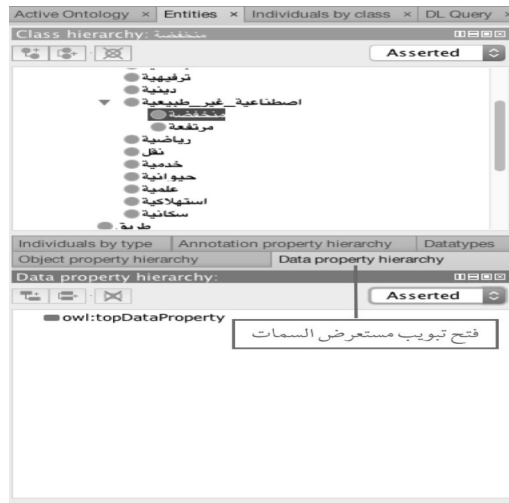 Active Ontology × Entities × Individuals by class × DL Query
Class hierarchy: منخفضة
Asserted
ترفيهية
دينية
اصطناعية_غير_طبيعية
منخفضة
مرتفعة
رياضية
نقل
خدمية
حيوانية
علمية
استهلاكية
سكانية
Individuals by type Annotation property hierarchy Datatypes
Object property hierarchy Data property hierarchy
Data property hierarchy:
Asserted
owl:topDataProperty
فتح تبويب مستعرض السمات